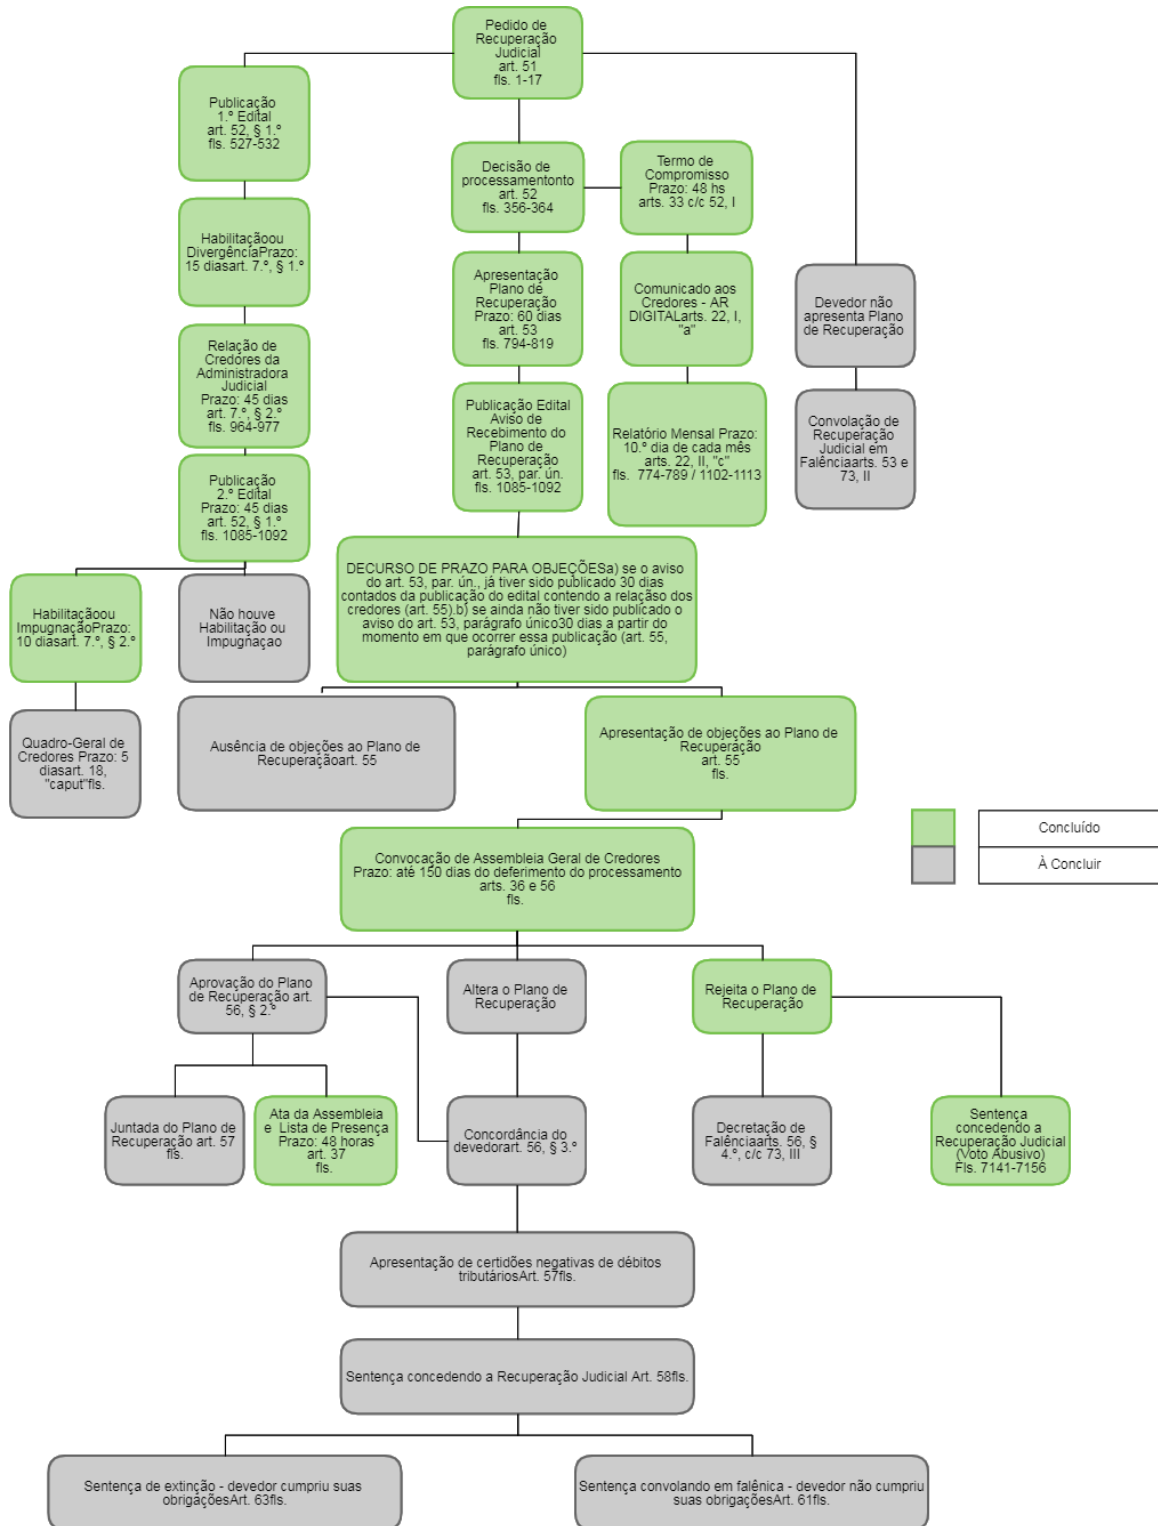 Pedido de
Recuperação
Judicial
art. 51
fls. 1-17
Publicação
1.º Edital
art. 52, § 1.º
fls. 527-532
Decisão de
processamentonto
art. 52
fls. 356-364
Termo de
Compromisso
Prazo: 48 hs
arts. 33 c/c 52, I
Habilitaçãoou
DivergênciaPrazo:
15 diasart. 7.º, § 1.º
Apresentação
Plano de
Recuperação
Prazo: 60 dias
art. 53
fls. 794-819
Comunicado aos
Credores - AR
DIGITALarts. 22, I,
"a"
Devedor não
apresenta Plano
de Recuperação
Relação de
Credores da
Administradora
Judicial
Prazo: 45 dias
art. 7.º, § 2.º
fls. 964-977
Publicação Edital
Aviso de
Recebimento do
Plano de
Recuperação
art. 53, par. ún.
fls. 1085-1092
Relatório Mensal Prazo:
10.º dia de cada mês
arts. 22, II, "c"
fls. 774-789 / 1102-1113
Convolação de
Recuperação
Judicial em
Falênciaarts. 53 e
73, II
Publicação
2.º Edital
Prazo: 45 dias
art. 52, § 1.º
fls. 1085-1092
DECURSO DE PRAZO PARA OBJEÇÕESa) se o aviso
do art. 53, par. ún., já tiver sido publicado 30 dias
contados da publicação do edital contendo a relaçãso dos
credores (art. 55).b) se ainda não tiver sido publicado o
aviso do art. 53, parágrafo único30 dias a partir do
momento em que ocorrer essa publicação (art. 55,
parágrafo único)
Habilitaçãoou
ImpugnaçãoPrazo:
10 diasart. 7.º, § 2.º
Não houve
Habilitação ou
Impugnaçao
Quadro-Geral de
Credores Prazo: 5
diasart. 18,
"caput"fls.
Ausência de objeções ao Plano de
Recuperaçãoart. 55
Apresentação de objeções ao Plano de
Recuperação
art. 55
fls.
Concluído
À Concluir
Convocação de Assembleia Geral de Credores
Prazo: até 150 dias do deferimento do processamento
arts. 36 e 56
fls.
Aprovação do Plano
de Recuperação art.
56, § 2.º
Altera o Plano de
Recuperação
Rejeita o Plano de
Recuperação
Juntada do Plano de
Recuperação art. 57
fls.
Ata da Assembleia
e Lista de Presença
Prazo: 48 horas
art. 37
fls.
Concordância do
devedorart. 56, § 3.º
Decretação de
Falênciaarts. 56, §
4.º, c/c 73, III
Sentença
concedendo a
Recuperação Judicial
(Voto Abusivo)
Fls. 7141-7156
Apresentação de certidões negativas de débitos
tributáriosArt. 57fls.
Sentença concedendo a Recuperação Judicial Art. 58fls.
Sentença de extinção - devedor cumpriu suas
obrigaçõesArt. 63fls.
Sentença convolando em falênica - devedor não cumpriu
suas obrigaçõesArt. 61fls.